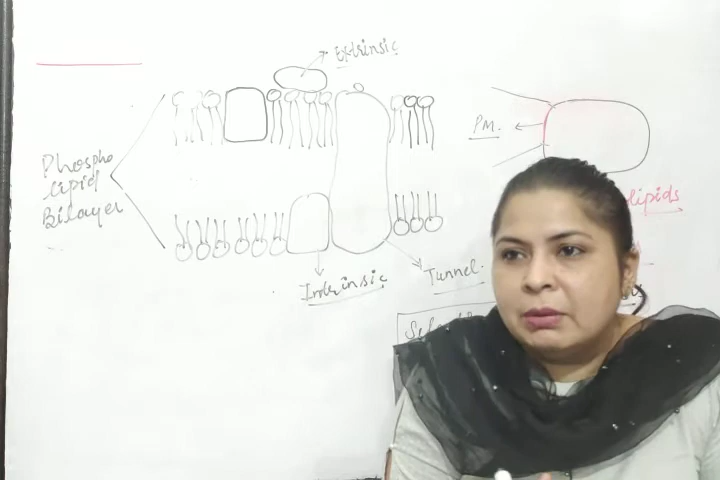 Extrinsic
Phospho
lipid
Bilayer
PM.
lipids
Tunnel.
Intrinsic